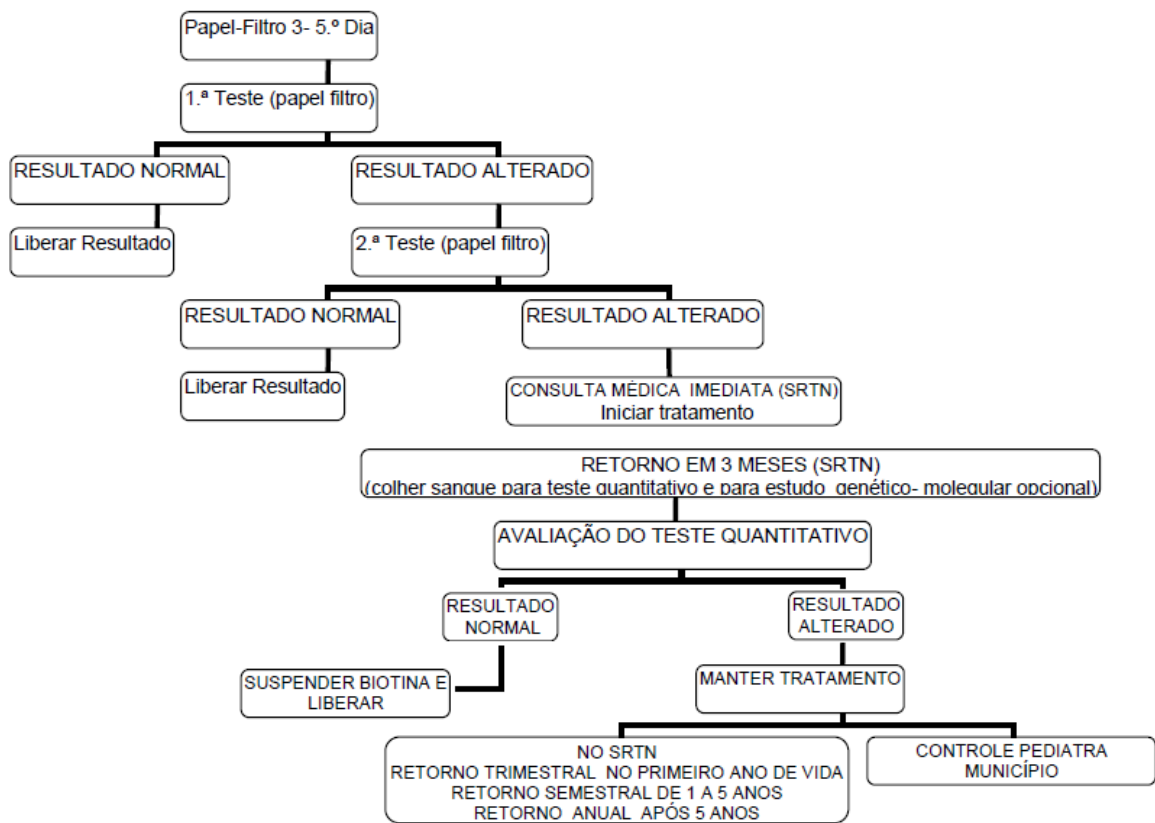 Papel-Filtro 3- 5.º Dia
1.ª Teste (papel filtro)
RESULTADO NORMAL
RESULTADO ALTERADO
Liberar Resultado
2.ª Teste (papel filtro)
RESULTADO NORMAL
RESULTADO ALTERADO
Liberar Resultado
CONSULTA MÉDICA IMEDIATA (SRTN)
Iniciar tratamento
RETORNO EM 3 MESES (SRTN)
(colher sangue para teste quantitativo e para estudo genético- molegular opcional)
AVALIAÇÃO DO TESTE QUANTITATIVO
RESULTADO
NORMAL
RESULTADO
ALTERADO
SUSPENDER BIOTINA E
LIBERAR
MANTER TRATAMENTO
NO SRTN
RETORNO TRIMESTRAL NO PRIMEIRO ANO DE VIDA
RETORNO SEMESTRAL DE 1 A 5 ANOS
RETORNO ANUAL APÓS 5 ANOS
CONTROLE PEDIATRA
MUNICÍPIO